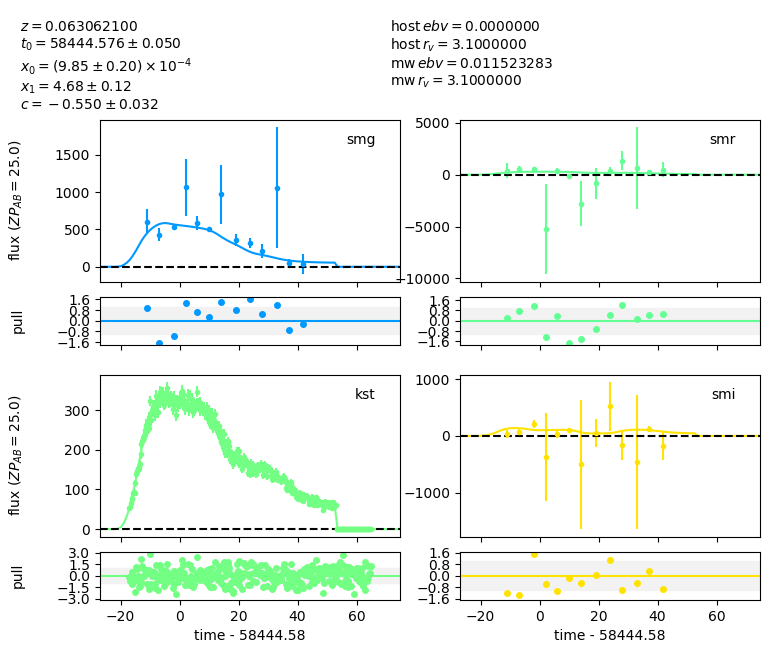 z = 0.063062100
t₀ = 58444.576 ± 0.050
x₀ = (9.85 ± 0.20) × 10⁻⁴
x₁ = 4.68 ± 0.12
c = −0.550 ± 0.032
host ebv = 0.0000000
host r_v = 3.1000000
mw ebv = 0.011523283
mw r_v = 3.1000000
flux (ZP_AB = 25.0)
1500
1000
500
0
smg
5000
0
−5000
−10000
smr
pull
1.6
0.8
0.0
−0.8
−1.6
1.6
0.8
0.0
−0.8
−1.6
flux (ZP_AB = 25.0)
300
200
100
0
kst
1000
0
−1000
smi
pull
3.0
1.5
0.0
−1.5
−3.0
1.6
0.8
0.0
−0.8
−1.6
−20 0 20 40 60
time - 58444.58
−20 0 20 40 60
time - 58444.58